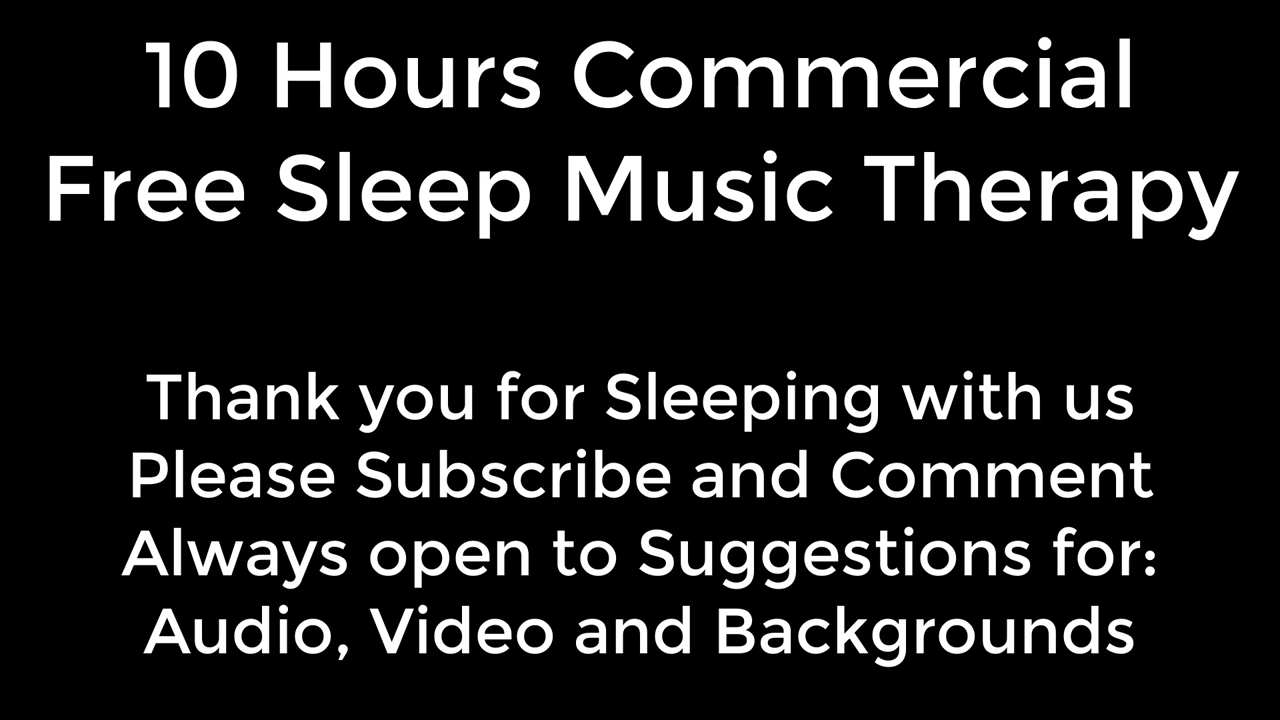 10 Hours Commercial
Free Sleep Music Therapy
Thank you for Sleeping with us
Please Subscribe and Comment
Always open to Suggestions for:
Audio, Video and Backgrounds